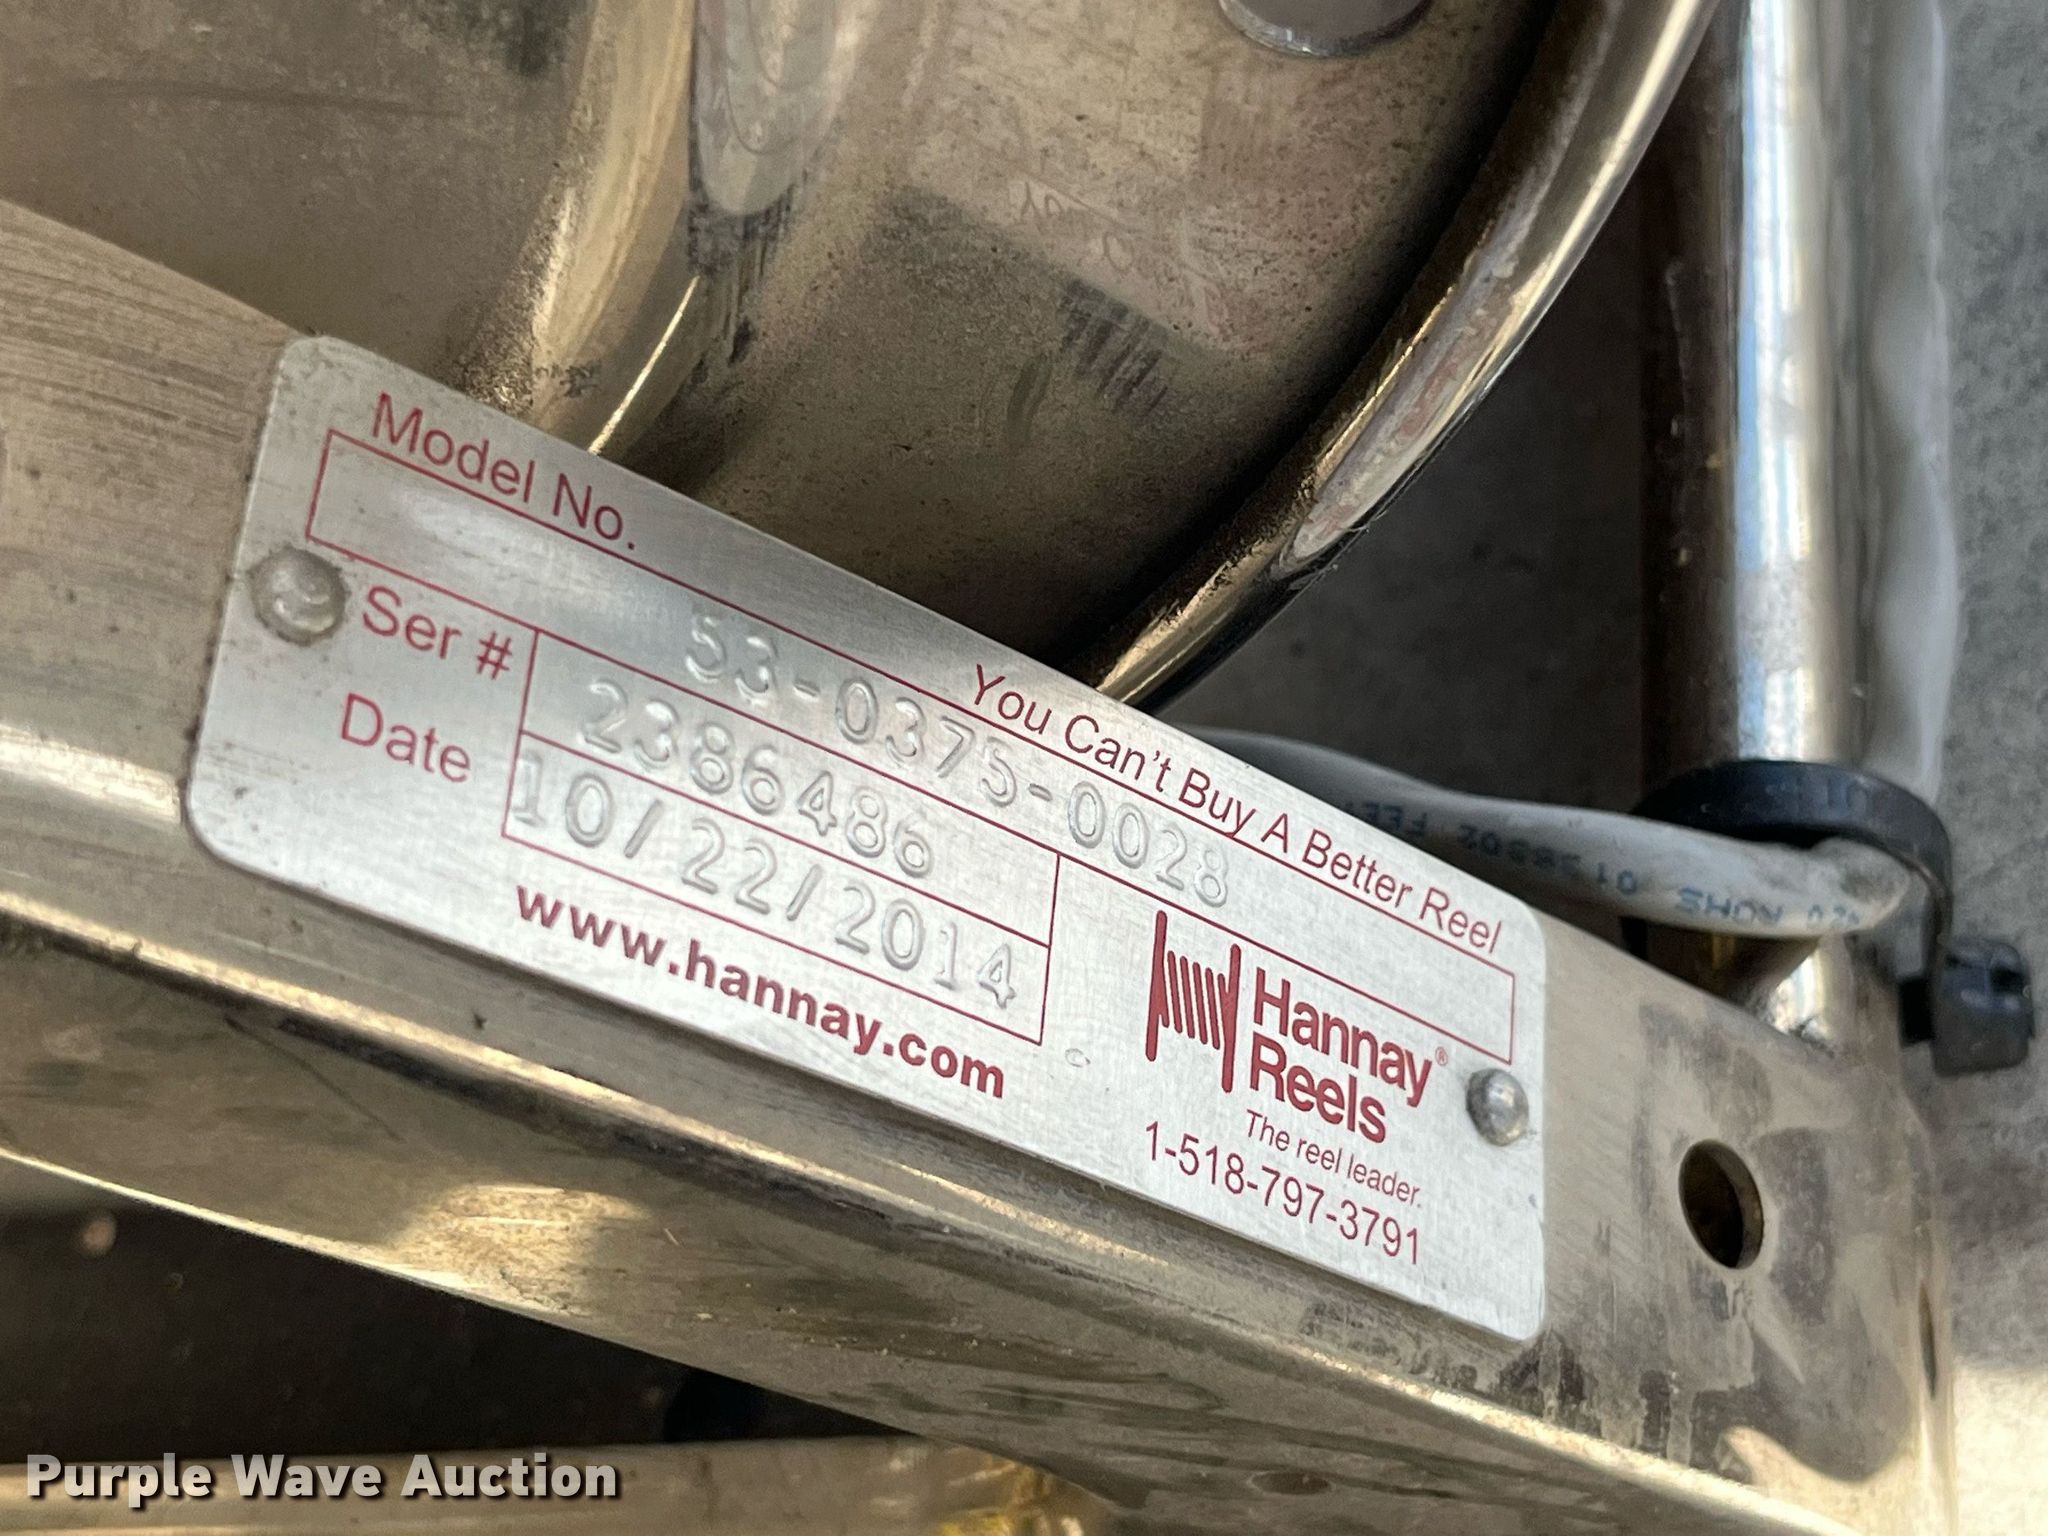 Model No.
You Can't Buy A Better Reel
53-0375-0028
Ser # 2386486
Date 10/22/2014
www.hannay.com
Hannay®
Reels
The reel leader.
1-518-797-3791
Purple Wave Auction